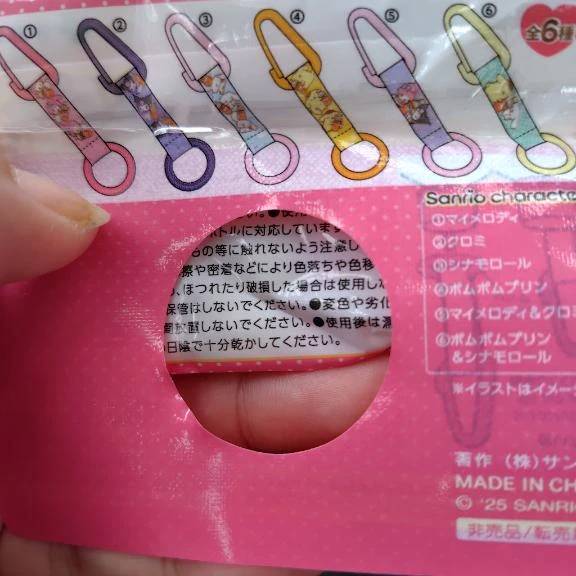 ① ② ③ ④ ⑤ ⑥
全6種
Sanrio characte
①マイメロディ
②クロミ
③シナモロール
④ポムポムプリン
⑤マイメロディ&クロミ
⑥ポムポムプリン
&シナモロール
※イラストはイメー
著作 (株)サン
MADE IN CH
© '25 SANRI
非売品/転売
い。●使用
ボトルに対応しています
の等に触れないよう注意し
擦や密着などにより色落ちや色移
、ほつれたり破損した場合は使用し
保管はしないでください。●変色や劣化
放置しないでください。●使用後は
日陰で十分乾かしてください。